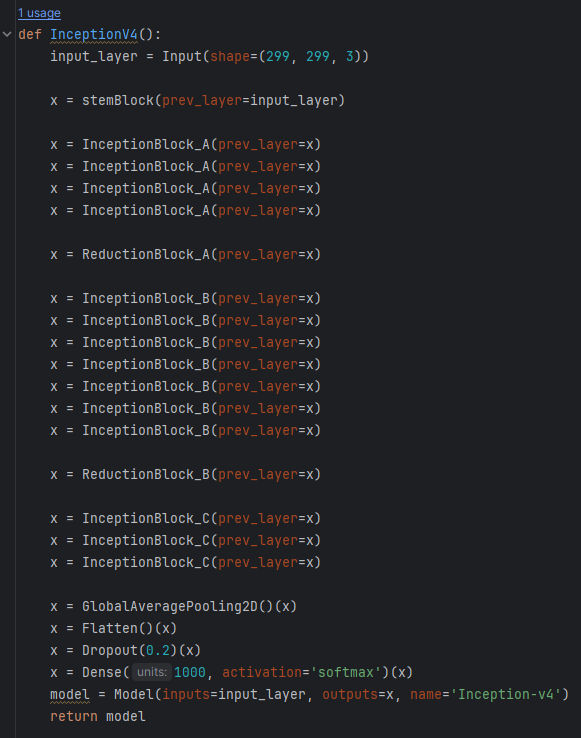 1 usage
def InceptionV4():
    input_layer = Input(shape=(299, 299, 3))

    x = stemBlock(prev_layer=input_layer)

    x = InceptionBlock_A(prev_layer=x)
    x = InceptionBlock_A(prev_layer=x)
    x = InceptionBlock_A(prev_layer=x)
    x = InceptionBlock_A(prev_layer=x)

    x = ReductionBlock_A(prev_layer=x)

    x = InceptionBlock_B(prev_layer=x)
    x = InceptionBlock_B(prev_layer=x)
    x = InceptionBlock_B(prev_layer=x)
    x = InceptionBlock_B(prev_layer=x)
    x = InceptionBlock_B(prev_layer=x)
    x = InceptionBlock_B(prev_layer=x)
    x = InceptionBlock_B(prev_layer=x)

    x = ReductionBlock_B(prev_layer=x)

    x = InceptionBlock_C(prev_layer=x)
    x = InceptionBlock_C(prev_layer=x)
    x = InceptionBlock_C(prev_layer=x)

    x = GlobalAveragePooling2D()(x)
    x = Flatten()(x)
    x = Dropout(0.2)(x)
    x = Dense( units: 1000, activation='softmax')(x)
    model = Model(inputs=input_layer, outputs=x, name='Inception-v4')
    return model